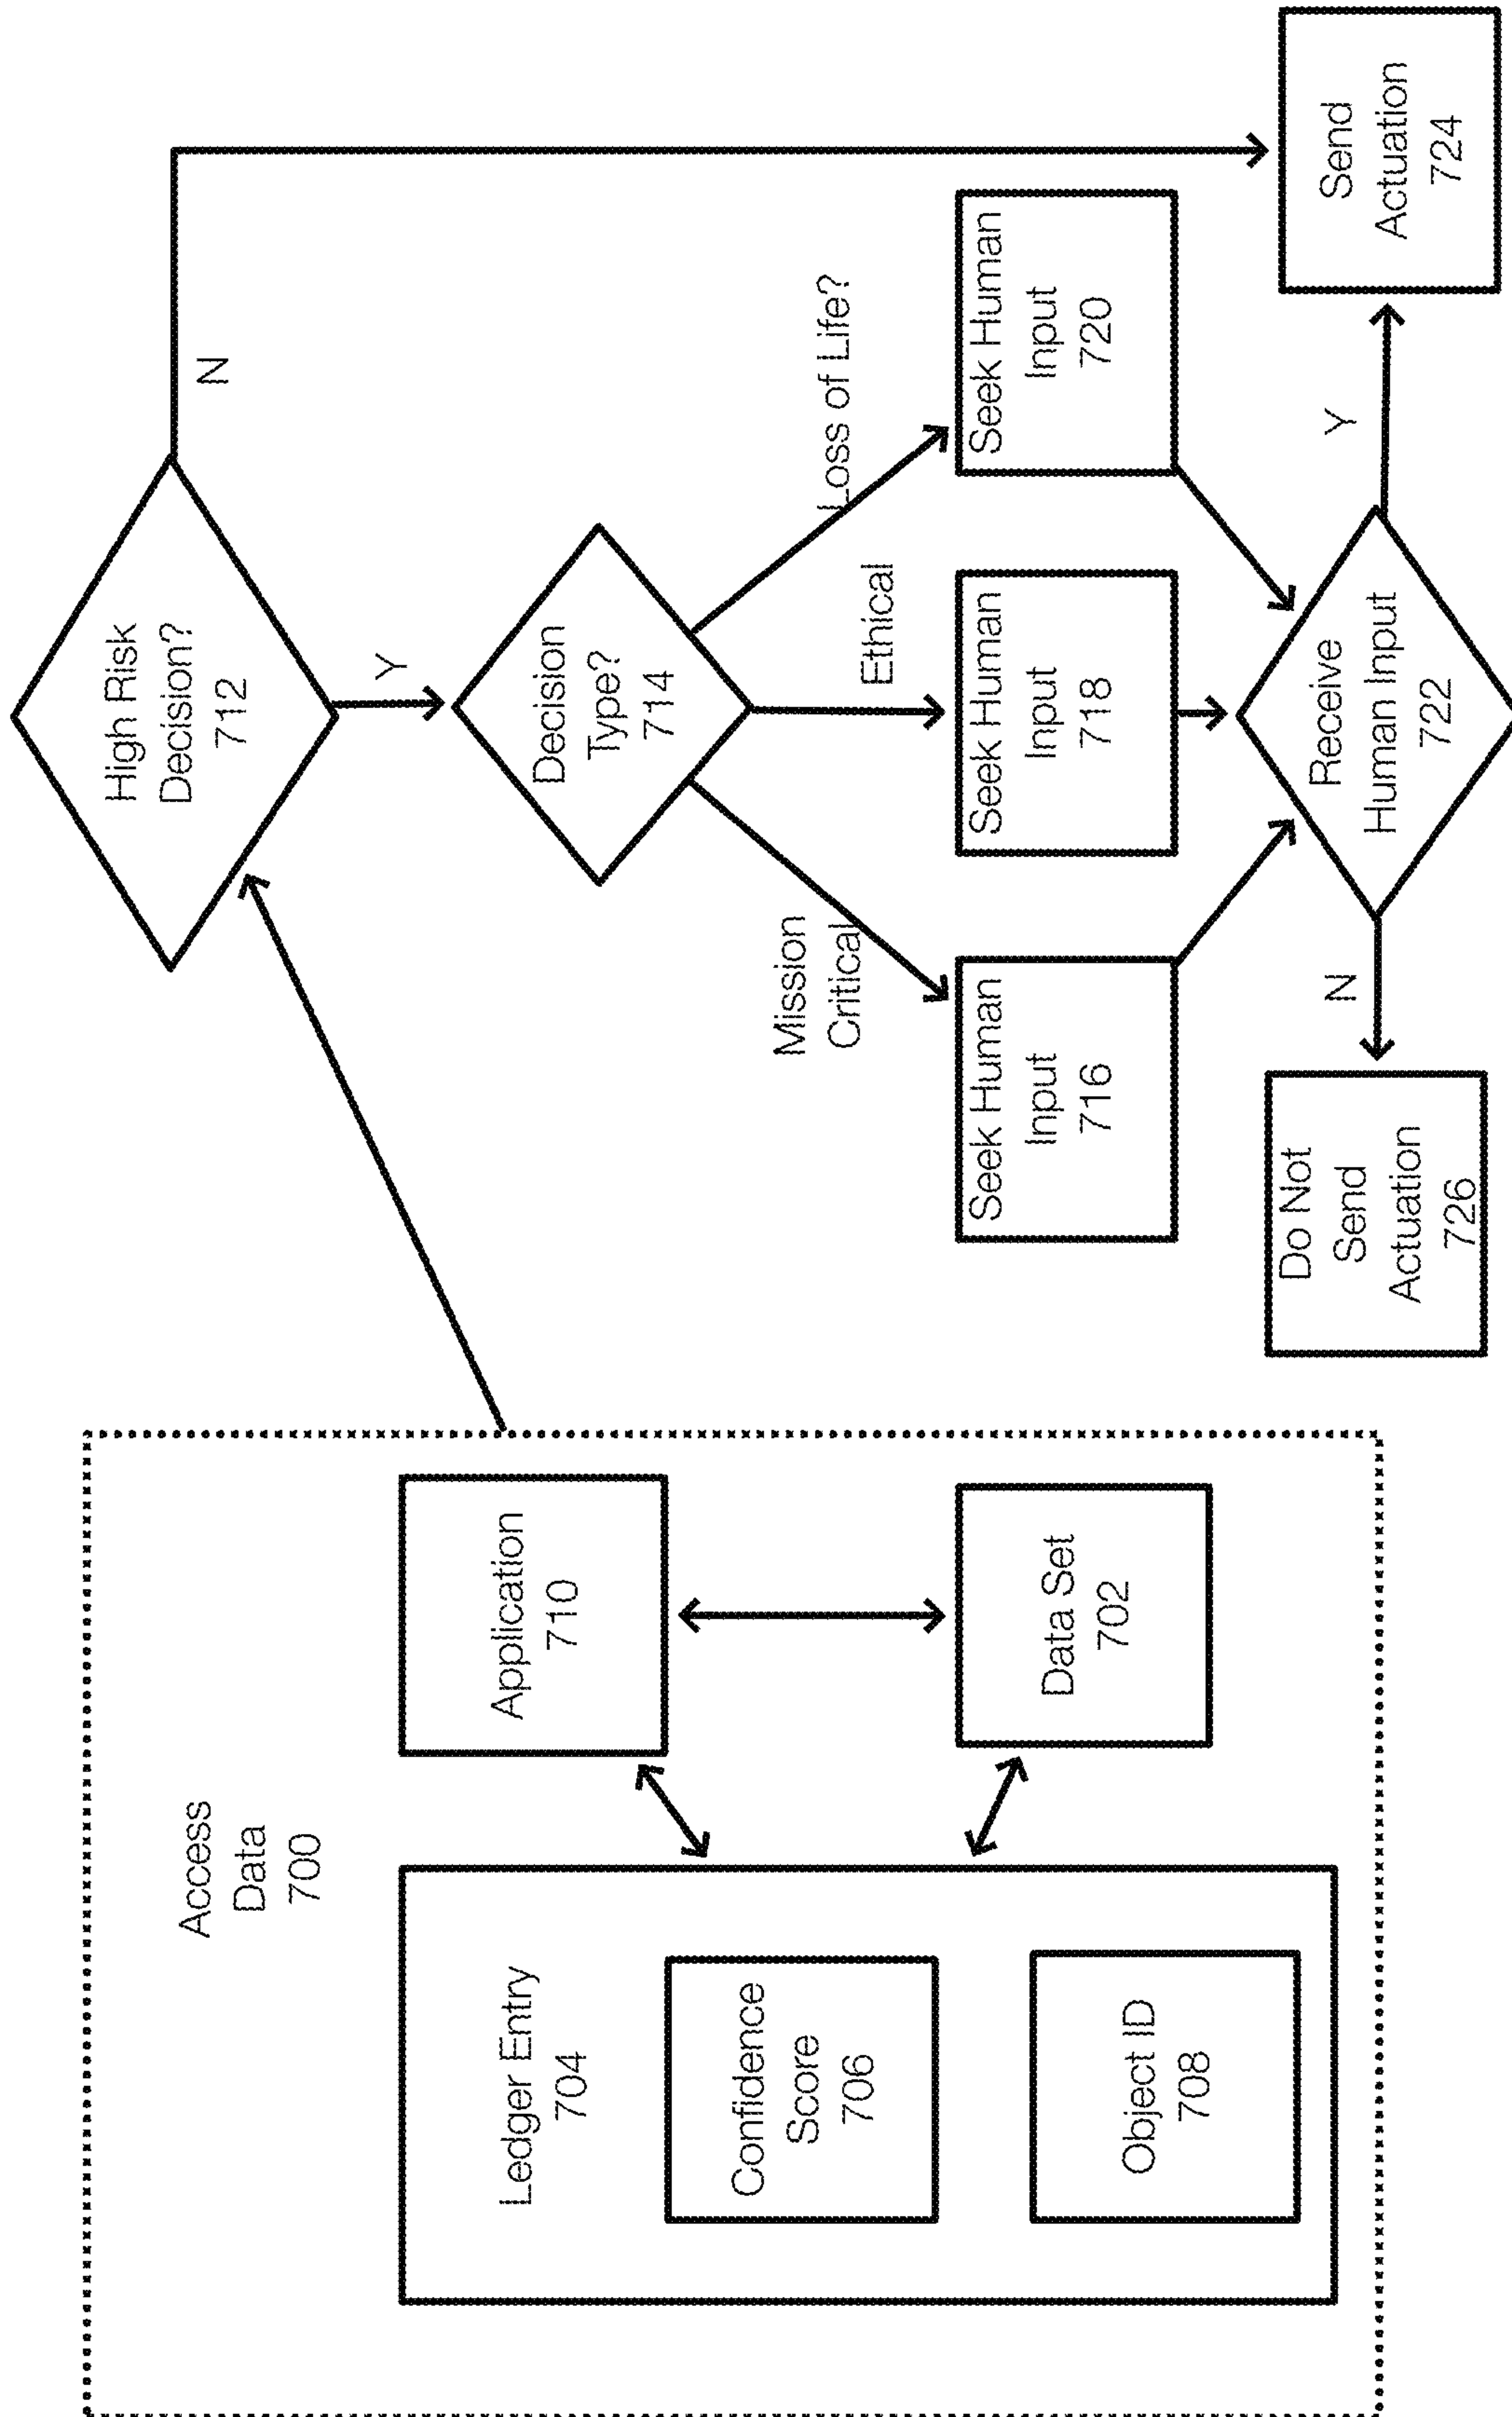 Access
Data
700
Ledger Entry
704
Confidence
Score
706
Object ID
708
Application
710
Data Set
702
High Risk
Decision?
712
N
Y
Decision
Type?
714
Mission
Critical
Ethical
Loss of Life?
Seek Human
Input
716
Seek Human
Input
718
Seek Human
Input
720
Receive
Human Input
722
N
Y
Do Not
Send
Actuation
726
Send
Actuation
724